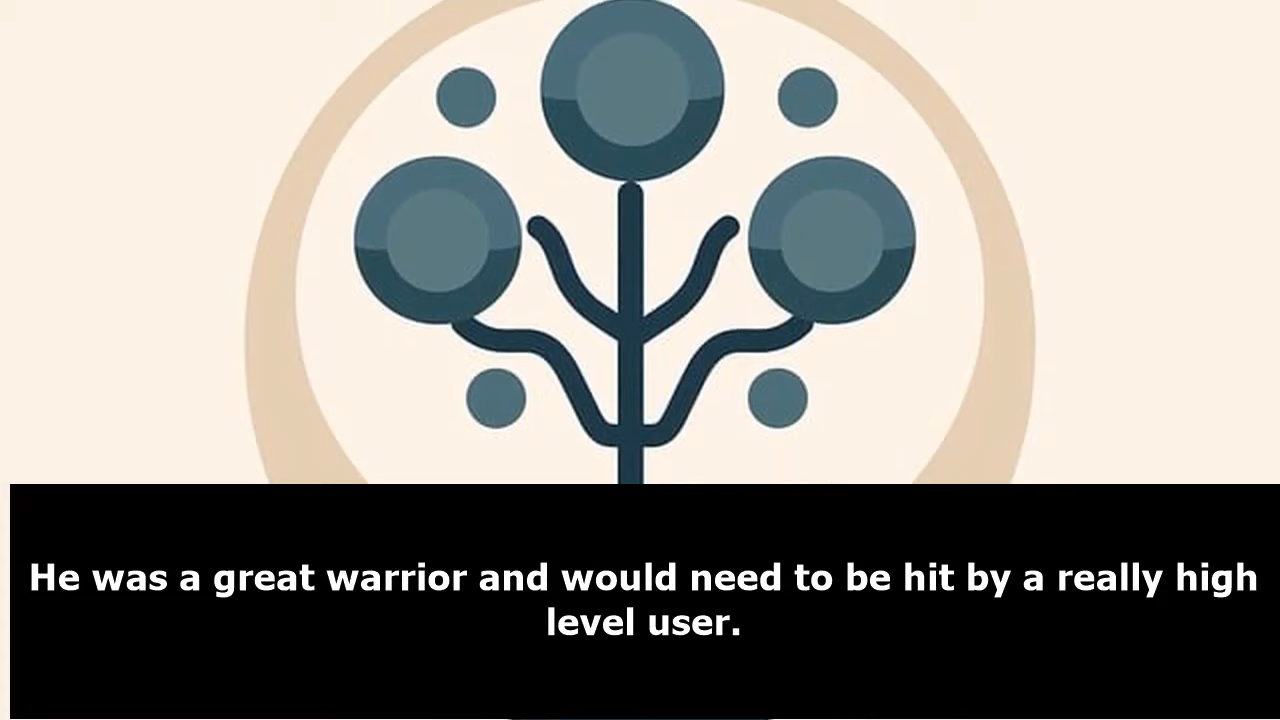 He was a great warrior and would need to be hit by a really high
level user.